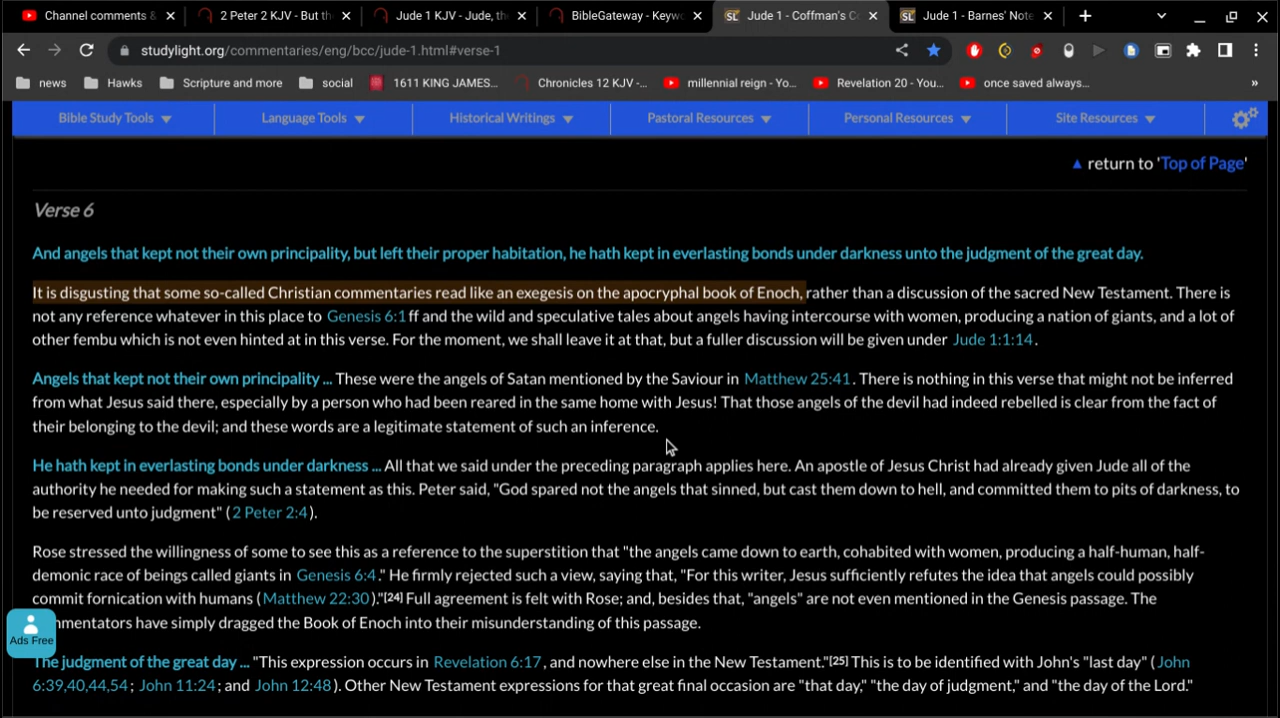 Channel comments &
2 Peter 2 KJV - But th
Jude 1 KJV - Jude, the
BibleGateway - Keywo
Jude 1 - Coffman's Co
Jude 1 - Barnes' Note
studylight.org/commentaries/eng/bcc/jude-1.html#verse-1
news Hawks Scripture and more social 1611 KING JAMES... Chronicles 12 KJV -... millennial reign - Yo... Revelation 20 - You... once saved always... »
Bible Study Tools Language Tools Historical Writings Pastoral Resources Personal Resources Site Resources
▲ return to 'Top of Page'
Verse 6
And angels that kept not their own principality, but left their proper habitation, he hath kept in everlasting bonds under darkness unto the judgment of the great day.
It is disgusting that some so-called Christian commentaries read like an exegesis on the apocryphal book of Enoch, rather than a discussion of the sacred New Testament. There is
not any reference whatever in this place to Genesis 6:1 ff and the wild and speculative tales about angels having intercourse with women, producing a nation of giants, and a lot of
other fembu which is not even hinted at in this verse. For the moment, we shall leave it at that, but a fuller discussion will be given under Jude 1:1:14.
Angels that kept not their own principality ... These were the angels of Satan mentioned by the Saviour in Matthew 25:41. There is nothing in this verse that might not be inferred
from what Jesus said there, especially by a person who had been reared in the same home with Jesus! That those angels of the devil had indeed rebelled is clear from the fact of
their belonging to the devil; and these words are a legitimate statement of such an inference.
He hath kept in everlasting bonds under darkness ... All that we said under the preceding paragraph applies here. An apostle of Jesus Christ had already given Jude all of the
authority he needed for making such a statement as this. Peter said, "God spared not the angels that sinned, but cast them down to hell, and committed them to pits of darkness, to
be reserved unto judgment" (2 Peter 2:4).
Rose stressed the willingness of some to see this as a reference to the superstition that "the angels came down to earth, cohabited with women, producing a half-human, half-
demonic race of beings called giants in Genesis 6:4." He firmly rejected such a view, saying that, "For this writer, Jesus sufficiently refutes the idea that angels could possibly
commit fornication with humans (Matthew 22:30)."[24] Full agreement is felt with Rose; and, besides that, "angels" are not even mentioned in the Genesis passage. The
mmentators have simply dragged the Book of Enoch into their misunderstanding of this passage.
Ads Free
The judgment of the great day ... "This expression occurs in Revelation 6:17, and nowhere else in the New Testament."[25] This is to be identified with John's "last day" (John
6:39,40,44,54; John 11:24; and John 12:48). Other New Testament expressions for that great final occasion are "that day," "the day of judgment," and "the day of the Lord."